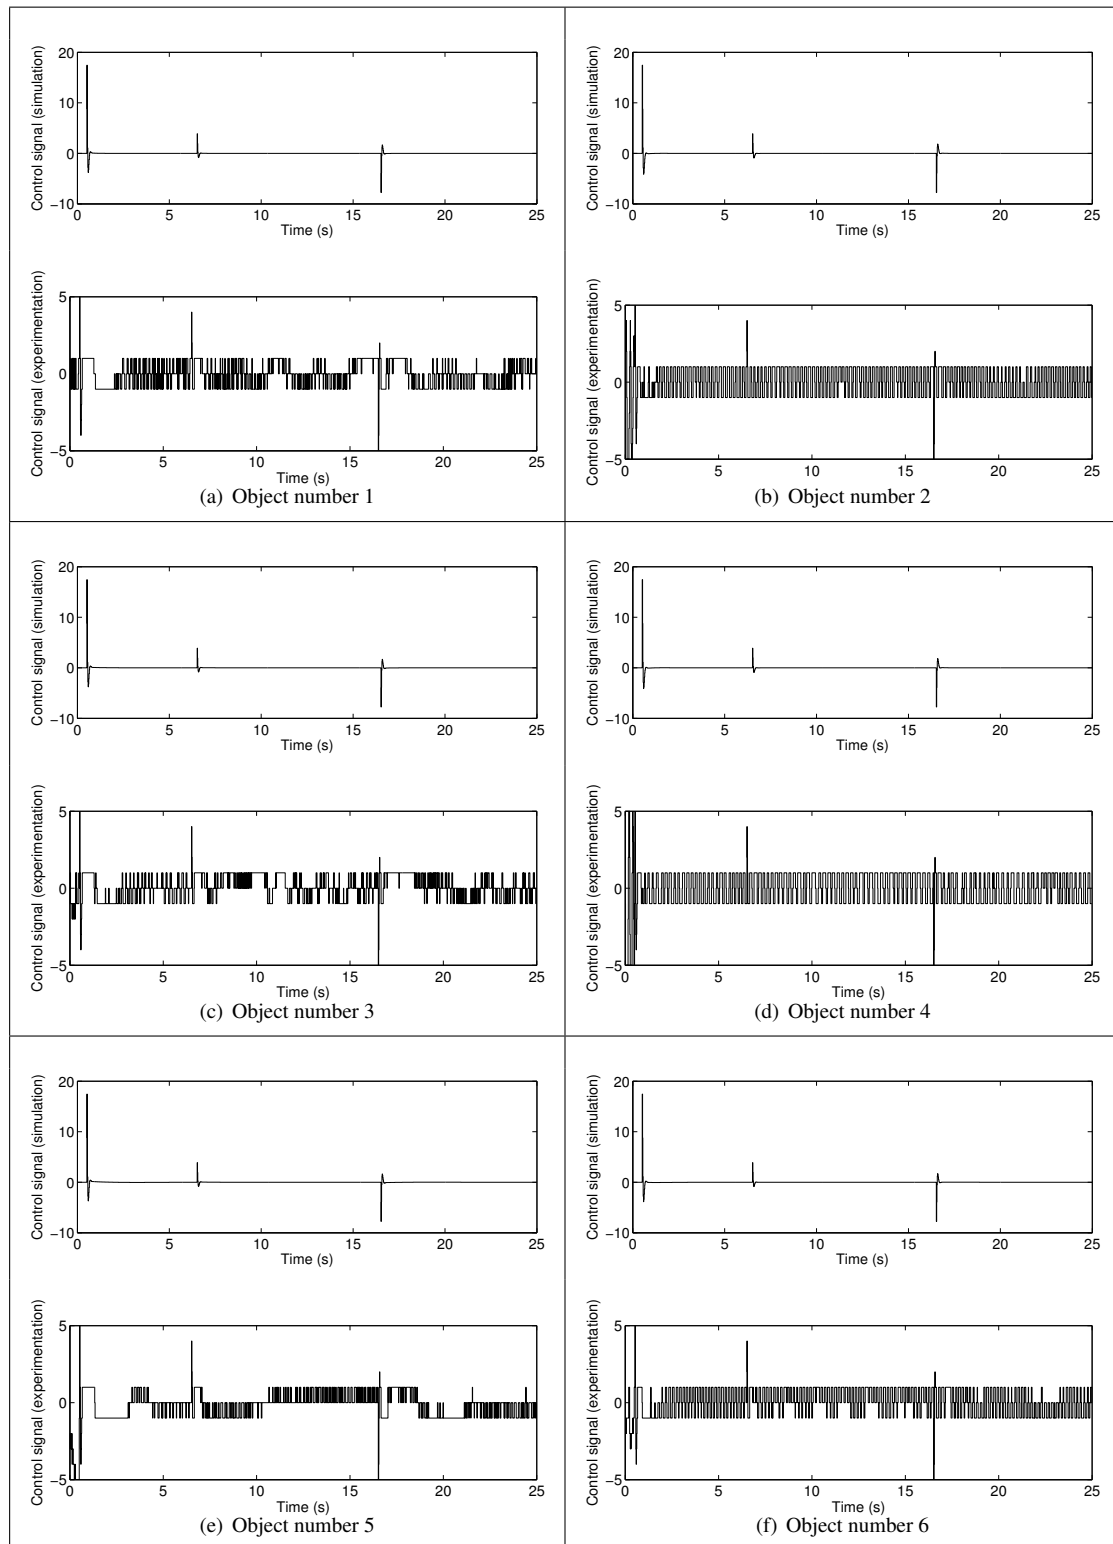 Control signal (simulation)
20
10
0
−10
0 5 10 15 20 25
Time (s)
Control signal (experimentation)
5
0
−5
0 5 10 15 20 25
Time (s)
(a) Object number 1
Control signal (simulation)
20
10
0
−10
0 5 10 15 20 25
Time (s)
Control signal (experimentation)
5
0
−5
0 5 10 15 20 25
Time (s)
(b) Object number 2
Control signal (simulation)
20
10
0
−10
0 5 10 15 20 25
Time (s)
Control signal (experimentation)
5
0
−5
0 5 10 15 20 25
Time (s)
(c) Object number 3
Control signal (simulation)
20
10
0
−10
0 5 10 15 20 25
Time (s)
Control signal (experimentation)
5
0
−5
0 5 10 15 20 25
Time (s)
(d) Object number 4
Control signal (simulation)
20
10
0
−10
0 5 10 15 20 25
Time (s)
Control signal (experimentation)
5
0
−5
0 5 10 15 20 25
Time (s)
(e) Object number 5
Control signal (simulation)
20
10
0
−10
0 5 10 15 20 25
Time (s)
Control signal (experimentation)
5
0
−5
0 5 10 15 20 25
Time (s)
(f) Object number 6